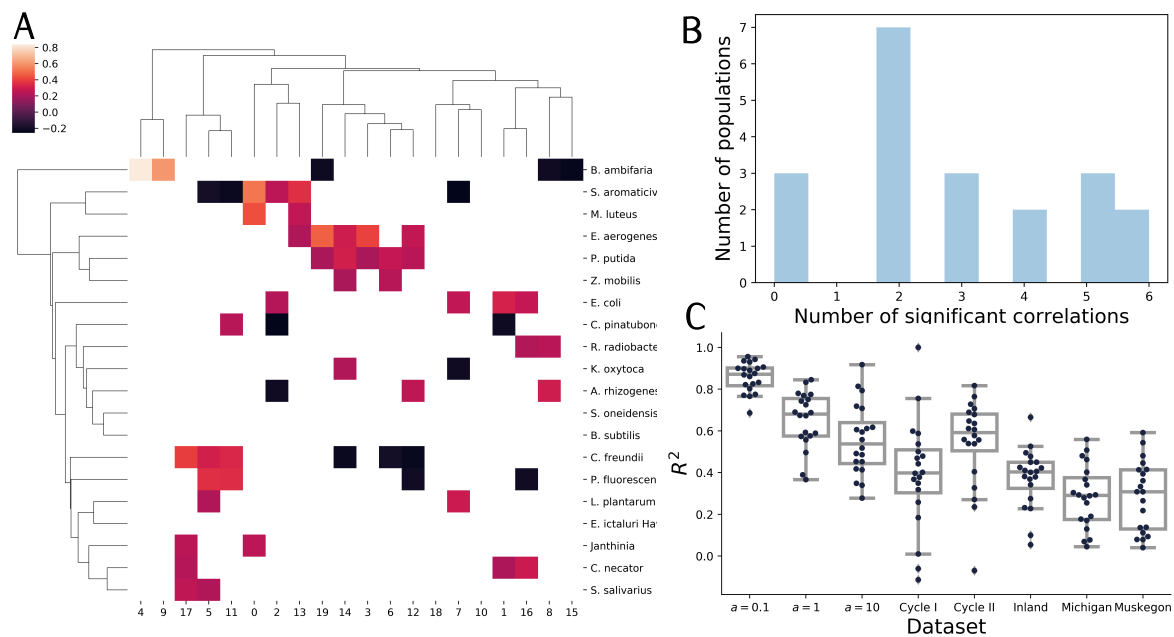 A
0.8
0.6
0.4
0.2
0.0
−0.2
B. ambifaria
S. aromaticiv
M. luteus
E. aerogenes
P. putida
Z. mobilis
E. coli
C. pinatubon
R. radiobacte
K. oxytoca
A. rhizogenes
S. oneidensis
B. subtilis
C. freundii
P. fluorescen
L. plantarum
E. ictaluri Ha
Janthinia
C. necator
S. salivarius
4 9 17 5 11 0 2 13 19 14 3 6 12 18 7 10 1 16 8 15
B
Number of populations
7
6
5
4
3
2
1
0
0 1 2 3 4 5 6
Number of significant correlations
C
R²
1.0
0.8
0.6
0.4
0.2
0.0
a = 0.1 a = 1 a = 10 Cycle I Cycle II Inland Michigan Muskegon
Dataset